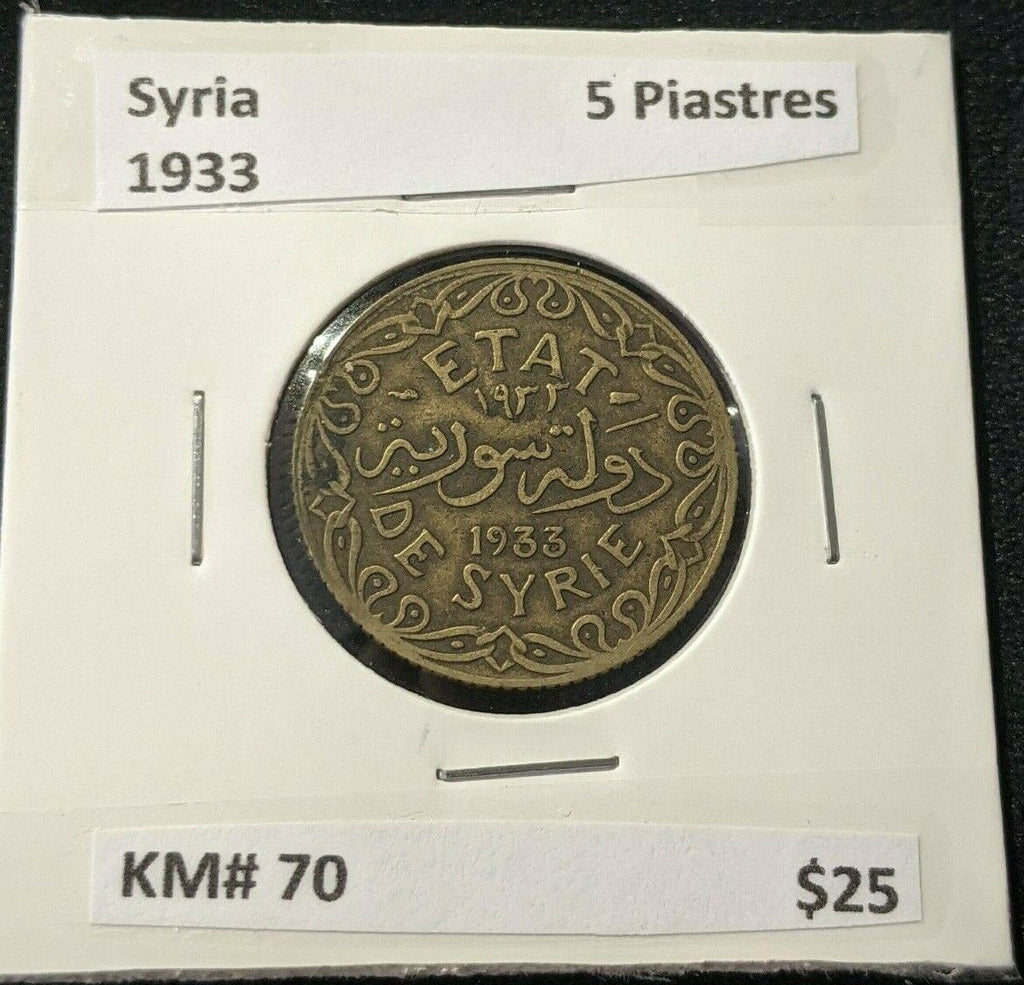 Syria 5 Piastres
1933
ETAT
١٩٣٣
دولة سورية
1933
DE SYRIE
KM# 70 $25